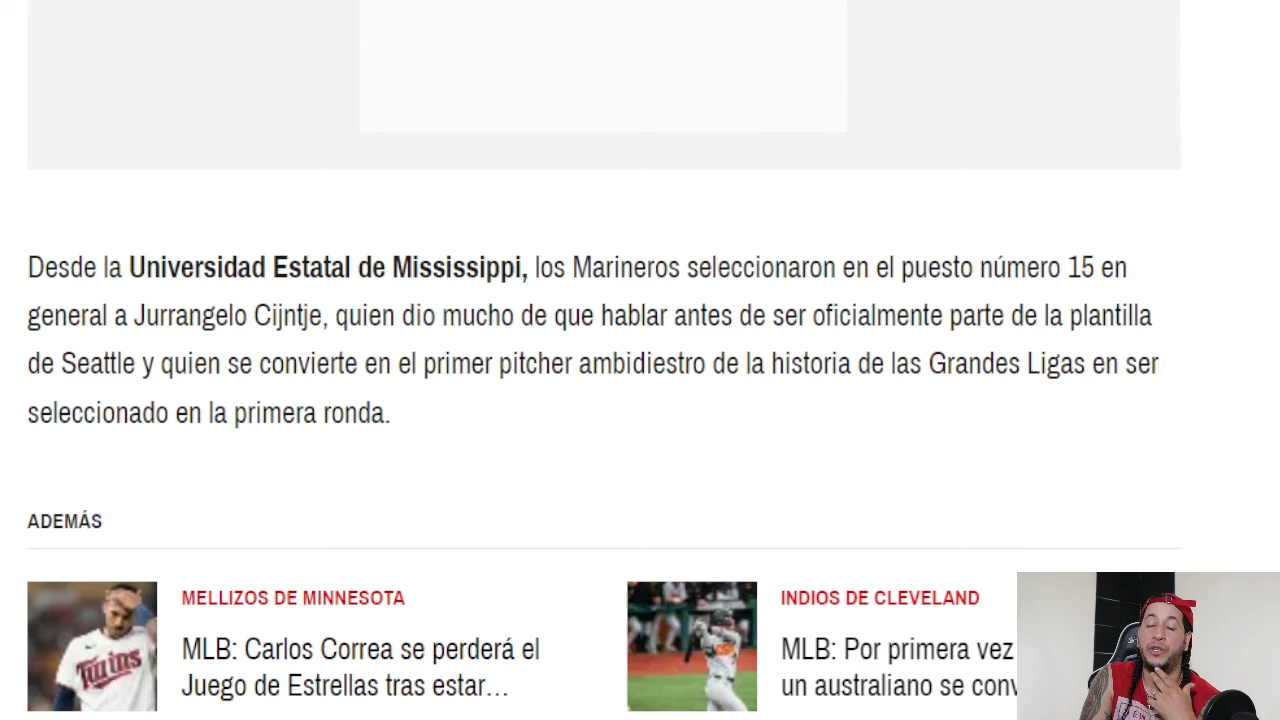 Desde la Universidad Estatal de Mississippi, los Marineros seleccionaron en el puesto número 15 en
general a Jurrangelo Cijntje, quien dio mucho de que hablar antes de ser oficialmente parte de la plantilla
de Seattle y quien se convierte en el primer pitcher ambidiestro de la historia de las Grandes Ligas en ser
seleccionado en la primera ronda.
ADEMÁS
MELLIZOS DE MINNESOTA
MLB: Carlos Correa se perderá el
Juego de Estrellas tras estar...
Twins
INDIOS DE CLEVELAND
MLB: Por primera vez
un australiano se conv